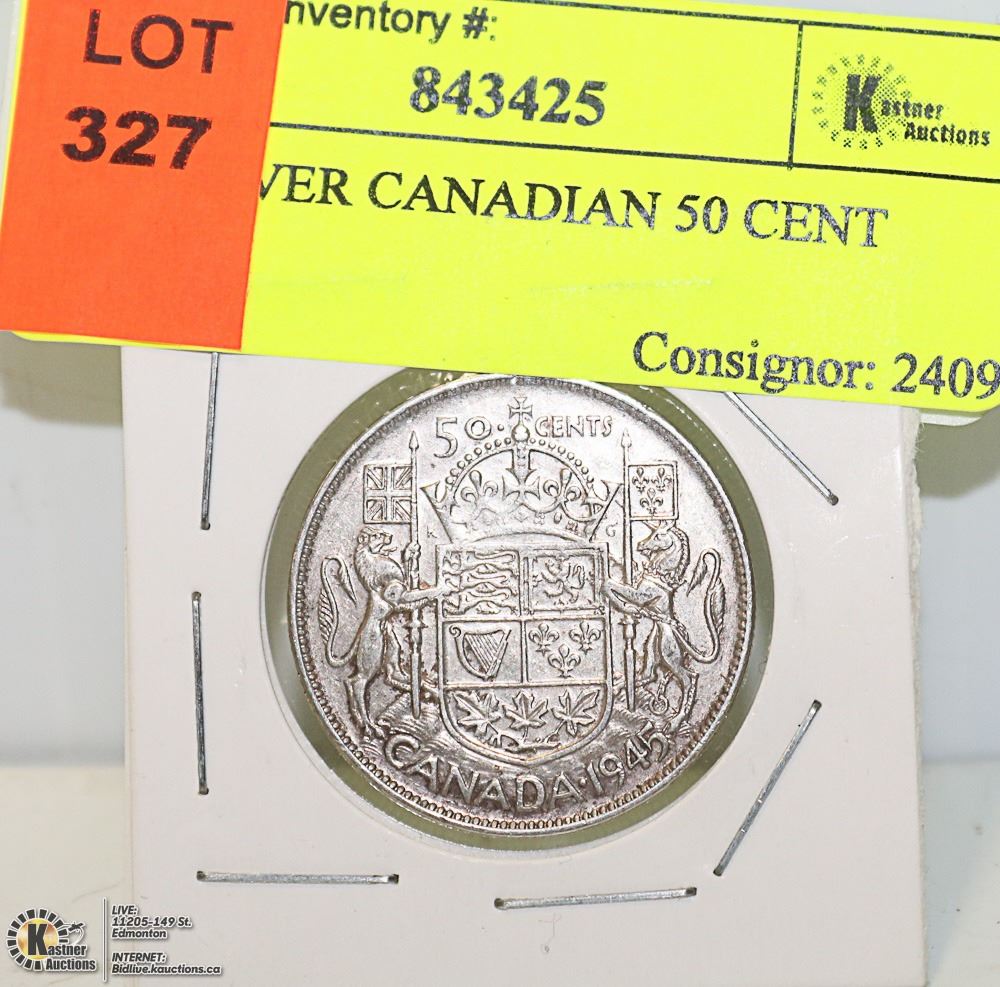 LOT
327
nventory #:
843425
Kastner
Auctions
VER CANADIAN 50 CENT
Consignor: 2409
50 · CENTS
K G
CANADA · 1945
Kastner
Auctions
LIVE:
11205-149 St.
Edmonton
INTERNET:
Bidlive.kauctions.ca